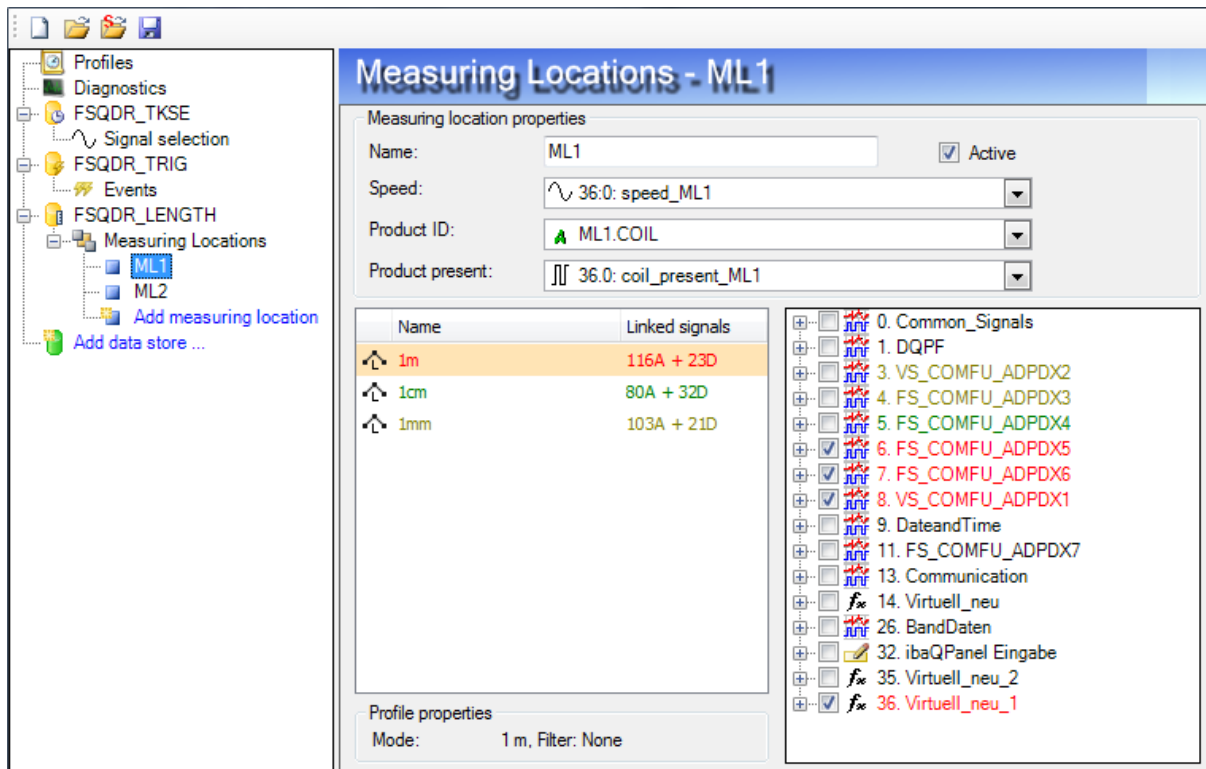 Profiles
Diagnostics
FSQDR_TKSE
Signal selection
FSQDR_TRIG
Events
FSQDR_LENGTH
Measuring Locations
ML1
ML2
Add measuring location
Add data store ...
Measuring Locations - ML1
Measuring location properties
Name: ML1 Active
Speed: 36:0: speed_ML1
Product ID: ML1.COIL
Product present: 36.0: coil_present_ML1
Name Linked signals
1m 116A + 23D
1cm 80A + 32D
1mm 103A + 21D
Profile properties
Mode: 1 m, Filter: None
0. Common_Signals
1. DQPF
3. VS_COMFU_ADPDX2
4. FS_COMFU_ADPDX3
5. FS_COMFU_ADPDX4
6. FS_COMFU_ADPDX5
7. FS_COMFU_ADPDX6
8. VS_COMFU_ADPDX1
9. DateandTime
11. FS_COMFU_ADPDX7
13. Communication
14. Virtuell_neu
26. BandDaten
32. ibaQPanel Eingabe
35. Virtuell_neu_2
36. Virtuell_neu_1